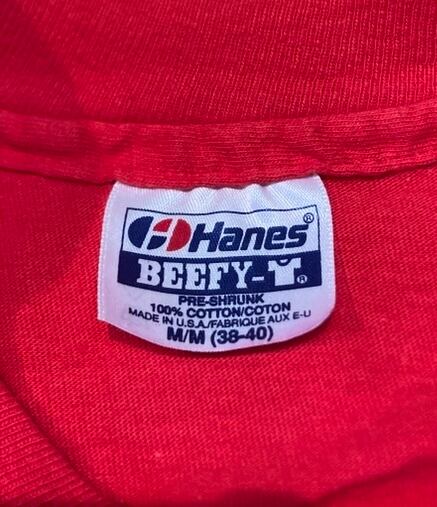 Hanes®
BEEFY-T®
PRE-SHRUNK
100% COTTON/COTON
MADE IN U.S.A./FABRIQUE AUX E-U
M/M (38-40)